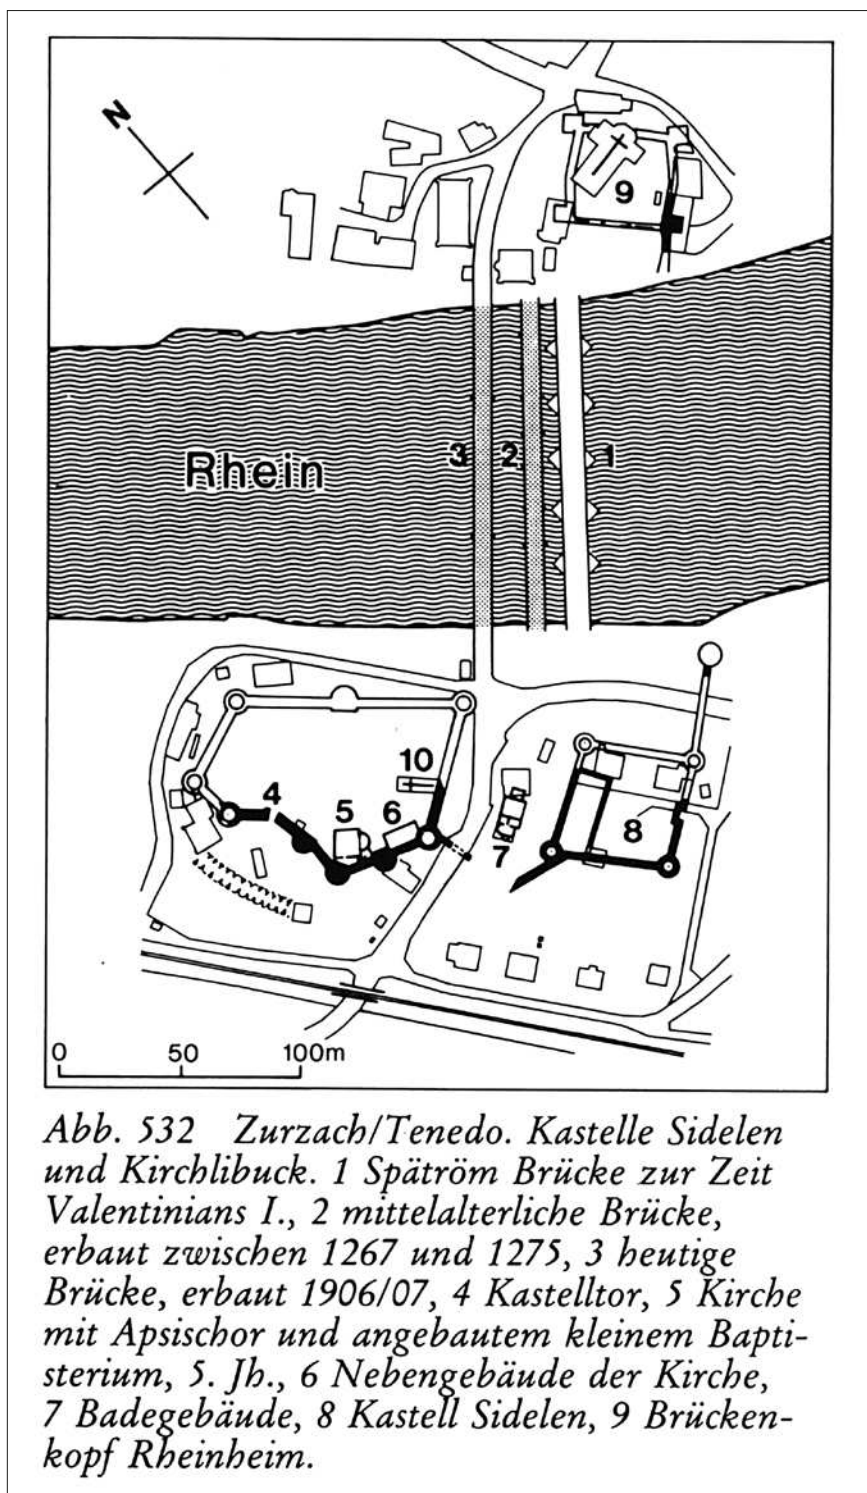 N
9
Rhein
3
2
1
10
4
5
6
7
8
0
50
100m
Abb. 532 Zurzach/Tenedo. Kastelle Sidelen
und Kirchlibuck. 1 Spätröm Brücke zur Zeit
Valentinians I., 2 mittelalterliche Brücke,
erbaut zwischen 1267 und 1275, 3 heutige
Brücke, erbaut 1906/07, 4 Kastelltor, 5 Kirche
mit Apsischor und angebautem kleinem Bapti-
sterium, 5. Jh., 6 Nebengebäude der Kirche,
7 Badegebäude, 8 Kastell Sidelen, 9 Brücken-
kopf Rheinheim.